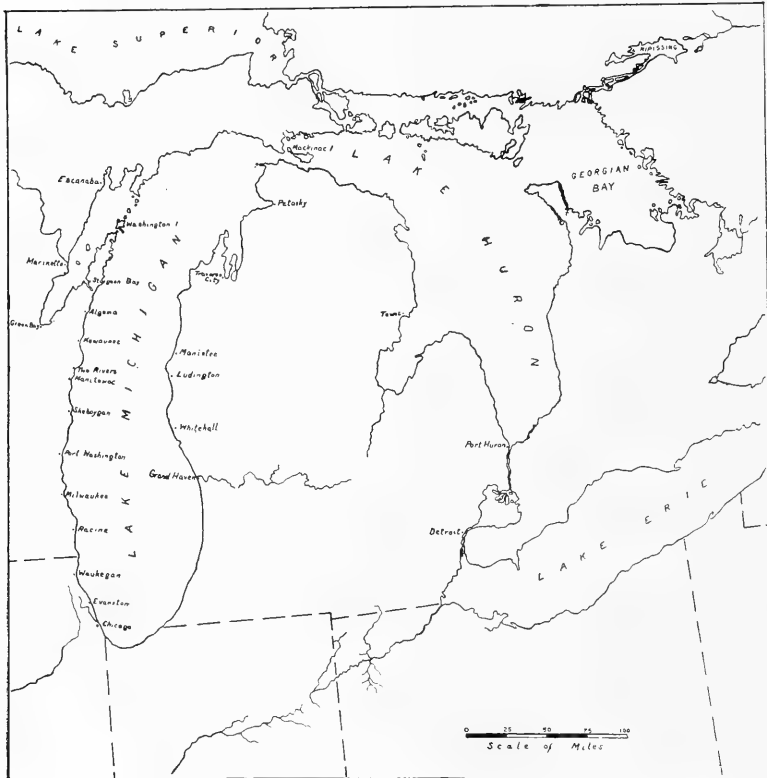 LAKE SUPERIOR
NIPISSING
Mackinac I
LAKE HURON
GEORGIAN
BAY
Escanaba
Petosky
Washington I
Marinette
Sturgeon Bay
Traverse
City
Green Bay
Algoma
Tawas
Kewaunee
Manistee
Two Rivers
Manitowoc
Ludington
LAKE MICHIGAN
Sheboygan
Whitehall
Port Huron
Port Washington
Grand Haven
Milwaukee
LAKE ERIE
Racine
Detroit
Waukegan
Evanston
Chicago
0 25 50 75 100
Scale of Miles